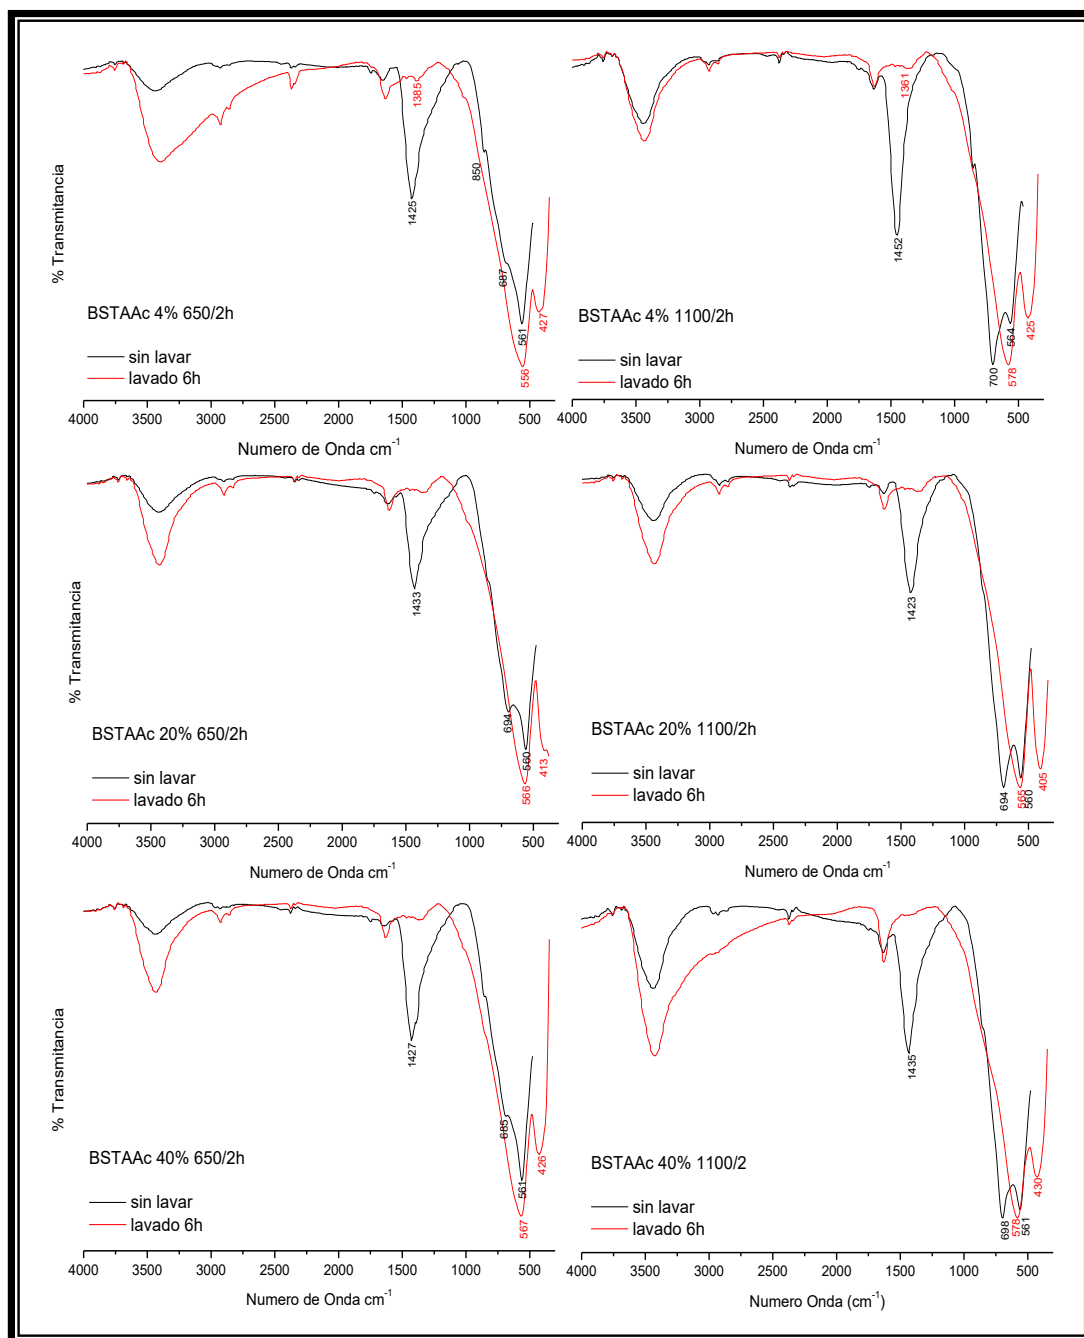 % Transmitancia
1385
850
1425
687
561
427
556
BSTAAc 4% 650/2h
sin lavar
lavado 6h
4000 3500 3000 2500 2000 1500 1000 500
Numero de Onda cm⁻¹
1361
1452
700
564
578
425
BSTAAc 4% 1100/2h
sin lavar
lavado 6h
4000 3500 3000 2500 2000 1500 1000 500
Numero de Onda cm⁻¹
% Transmitancia
1433
694
560
566
413
BSTAAc 20% 650/2h
sin lavar
lavado 6h
4000 3500 3000 2500 2000 1500 1000 500
Numero de Onda cm⁻¹
1423
694
565
560
405
BSTAAc 20% 1100/2h
sin lavar
lavado 6h
4000 3500 3000 2500 2000 1500 1000 500
Numero de Onda cm⁻¹
% Transmitancia
1427
685
561
567
426
BSTAAc 40% 650/2h
sin lavar
lavado 6h
4000 3500 3000 2500 2000 1500 1000 500
Numero de Onda cm⁻¹
1435
698
578
561
430
BSTAAc 40% 1100/2
sin lavar
lavado 6h
4000 3500 3000 2500 2000 1500 1000 500
Numero Onda (cm⁻¹)